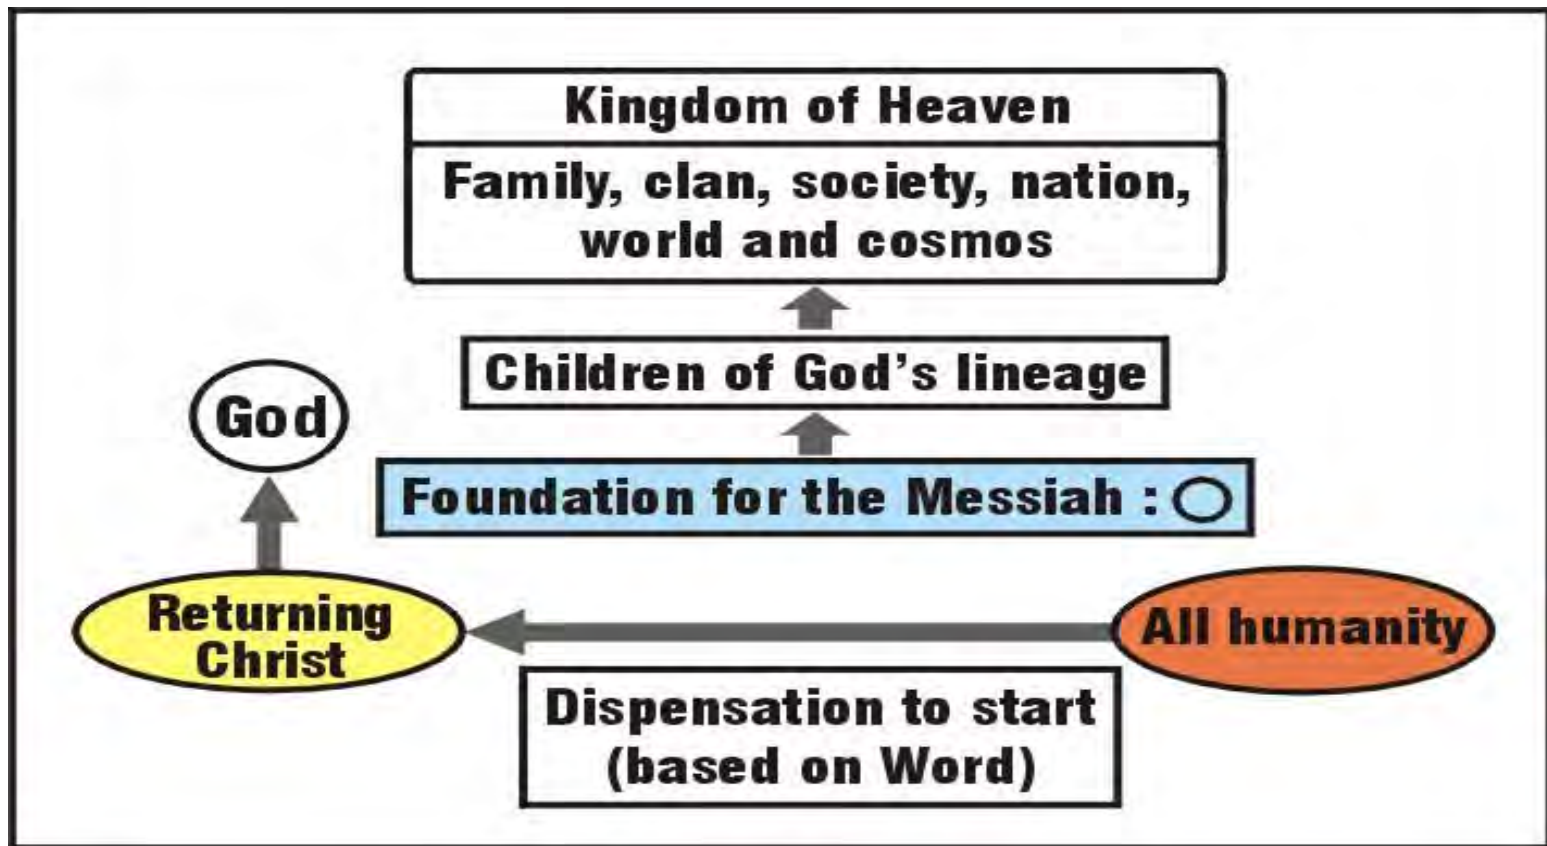 Kingdom of Heaven
Family, clan, society, nation,
world and cosmos
Children of God’s lineage
God
Foundation for the Messiah :
Returning
Christ
All humanity
Dispensation to start
(based on Word)